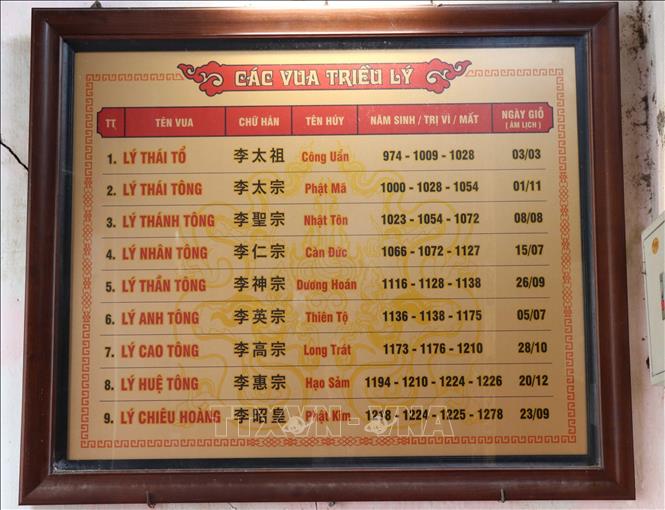 CÁC VUA TRIỀU LÝ
TT TÊN VUA CHỮ HÁN TÊN HÚY NĂM SINH / TRỊ VÌ / MẤT NGÀY GIỖ
( ÂM LỊCH )
1. LÝ THÁI TỔ 李太祖 Công Uẩn 974 - 1009 - 1028 03/03
2. LÝ THÁI TÔNG 李太宗 Phật Mã 1000 - 1028 - 1054 01/11
3. LÝ THÁNH TÔNG 李聖宗 Nhật Tôn 1023 - 1054 - 1072 08/08
4. LÝ NHÂN TÔNG 李仁宗 Càn Đức 1066 - 1072 - 1127 15/07
5. LÝ THẦN TÔNG 李神宗 Dương Hoán 1116 - 1128 - 1138 26/09
6. LÝ ANH TÔNG 李英宗 Thiên Tộ 1136 - 1138 - 1175 05/07
7. LÝ CAO TÔNG 李高宗 Long Trát 1173 - 1176 - 1210 28/10
8. LÝ HUỆ TÔNG 李惠宗 Hạo Sảm 1194 - 1210 - 1224 - 1226 20/12
9. LÝ CHIÊU HOÀNG 李昭皇 Phật Kim 1218 - 1224 - 1225 - 1278 23/09
TTXVN - VNA